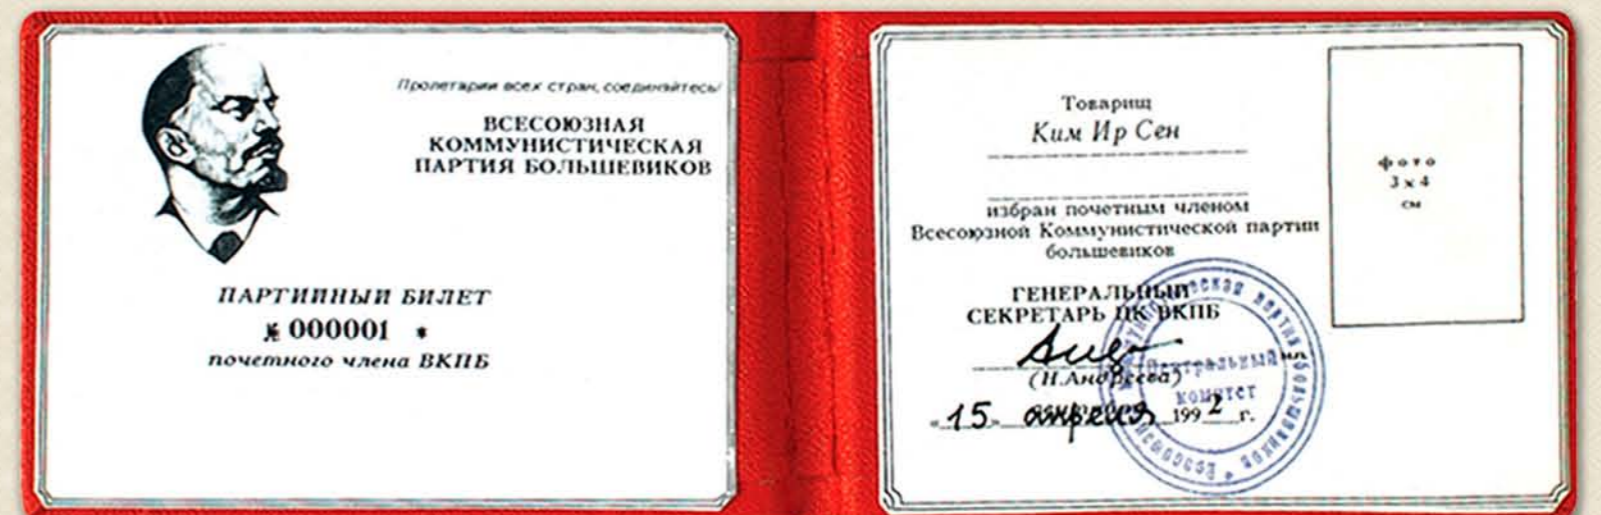 Пролетарии всех стран, соединяйтесь!
ВСЕСОЮЗНАЯ
КОММУНИСТИЧЕСКАЯ
ПАРТИЯ БОЛЬШЕВИКОВ
ПАРТИЙНЫЙ БИЛЕТ
№ 000001 *
почетного члена ВКПБ
Товарищ
Ким Ир Сен
избран почетным членом
Всесоюзной Коммунистической партии
большевиков
фото
3 х 4
см
ГЕНЕРАЛЬНЫЙ
СЕКРЕТАРЬ ЦК ВКПБ
(Н.Андреева)
«15» апреля 1992 г.
Центральный
комитет